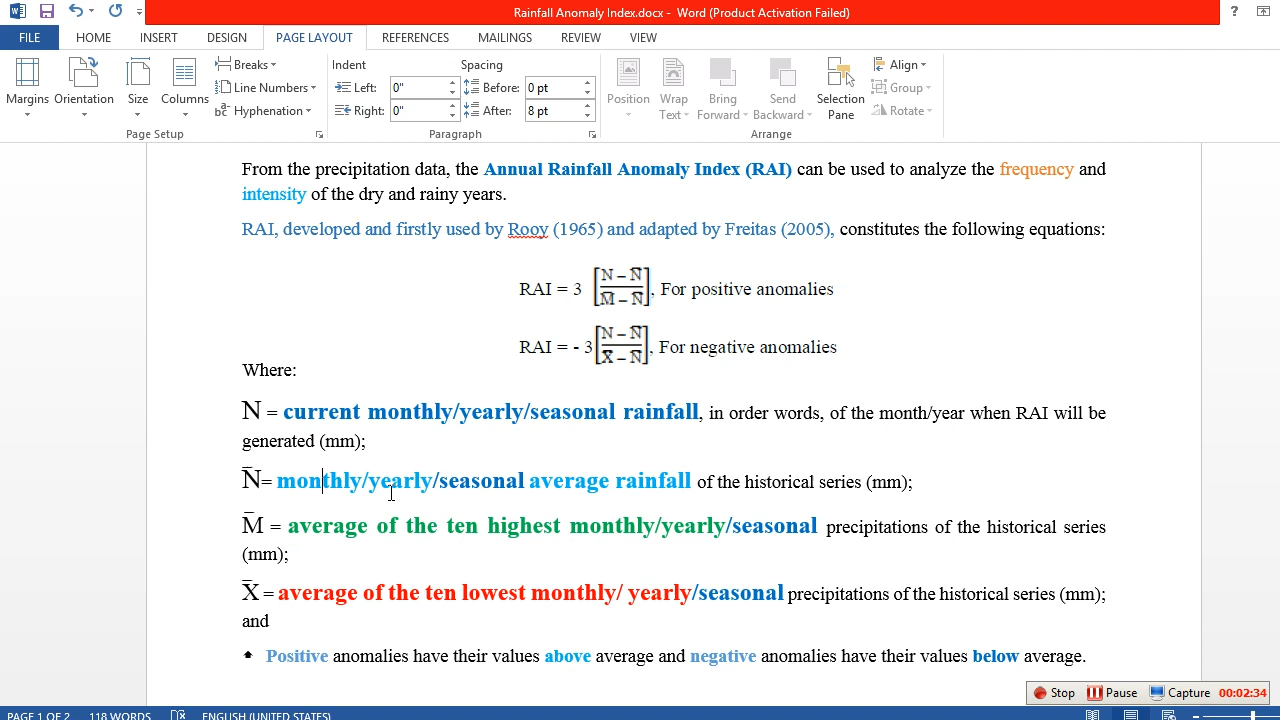 Rainfall Anomaly Index.docx - Word (Product Activation Failed)
FILE HOME INSERT DESIGN PAGE LAYOUT REFERENCES MAILINGS REVIEW VIEW
Margins Orientation Size Columns Breaks Line Numbers Hyphenation
Page Setup
Indent Spacing
Left: 0" Before: 0 pt
Right: 0" After: 8 pt
Paragraph
Position Wrap Text Bring Forward Send Backward Selection Pane Align Group Rotate
Arrange
From the precipitation data, the Annual Rainfall Anomaly Index (RAI) can be used to analyze the frequency and
intensity of the dry and rainy years.
RAI, developed and firstly used by Rooy (1965) and adapted by Freitas (2005), constitutes the following equations:
RAI = 3 [N – N̅ / M̅ – N̅], For positive anomalies
RAI = - 3 [N – N̅ / X̅ – N̅], For negative anomalies
Where:
N = current monthly/yearly/seasonal rainfall, in order words, of the month/year when RAI will be
generated (mm);
N̅= monthly/yearly/seasonal average rainfall of the historical series (mm);
M̅ = average of the ten highest monthly/yearly/seasonal precipitations of the historical series
(mm);
X̅ = average of the ten lowest monthly/ yearly/seasonal precipitations of the historical series (mm);
and
Positive anomalies have their values above average and negative anomalies have their values below average.
Stop Pause Capture 00:02:34
PAGE 1 OF 2 118 WORDS ENGLISH (UNITED STATES)